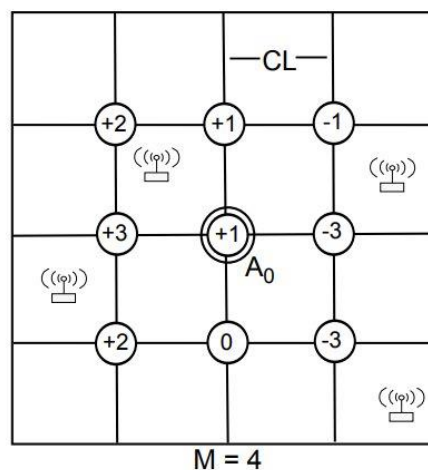 CL
+2 +1 -1
+3 +1 -3
A₀
+2 0 -3
M = 4